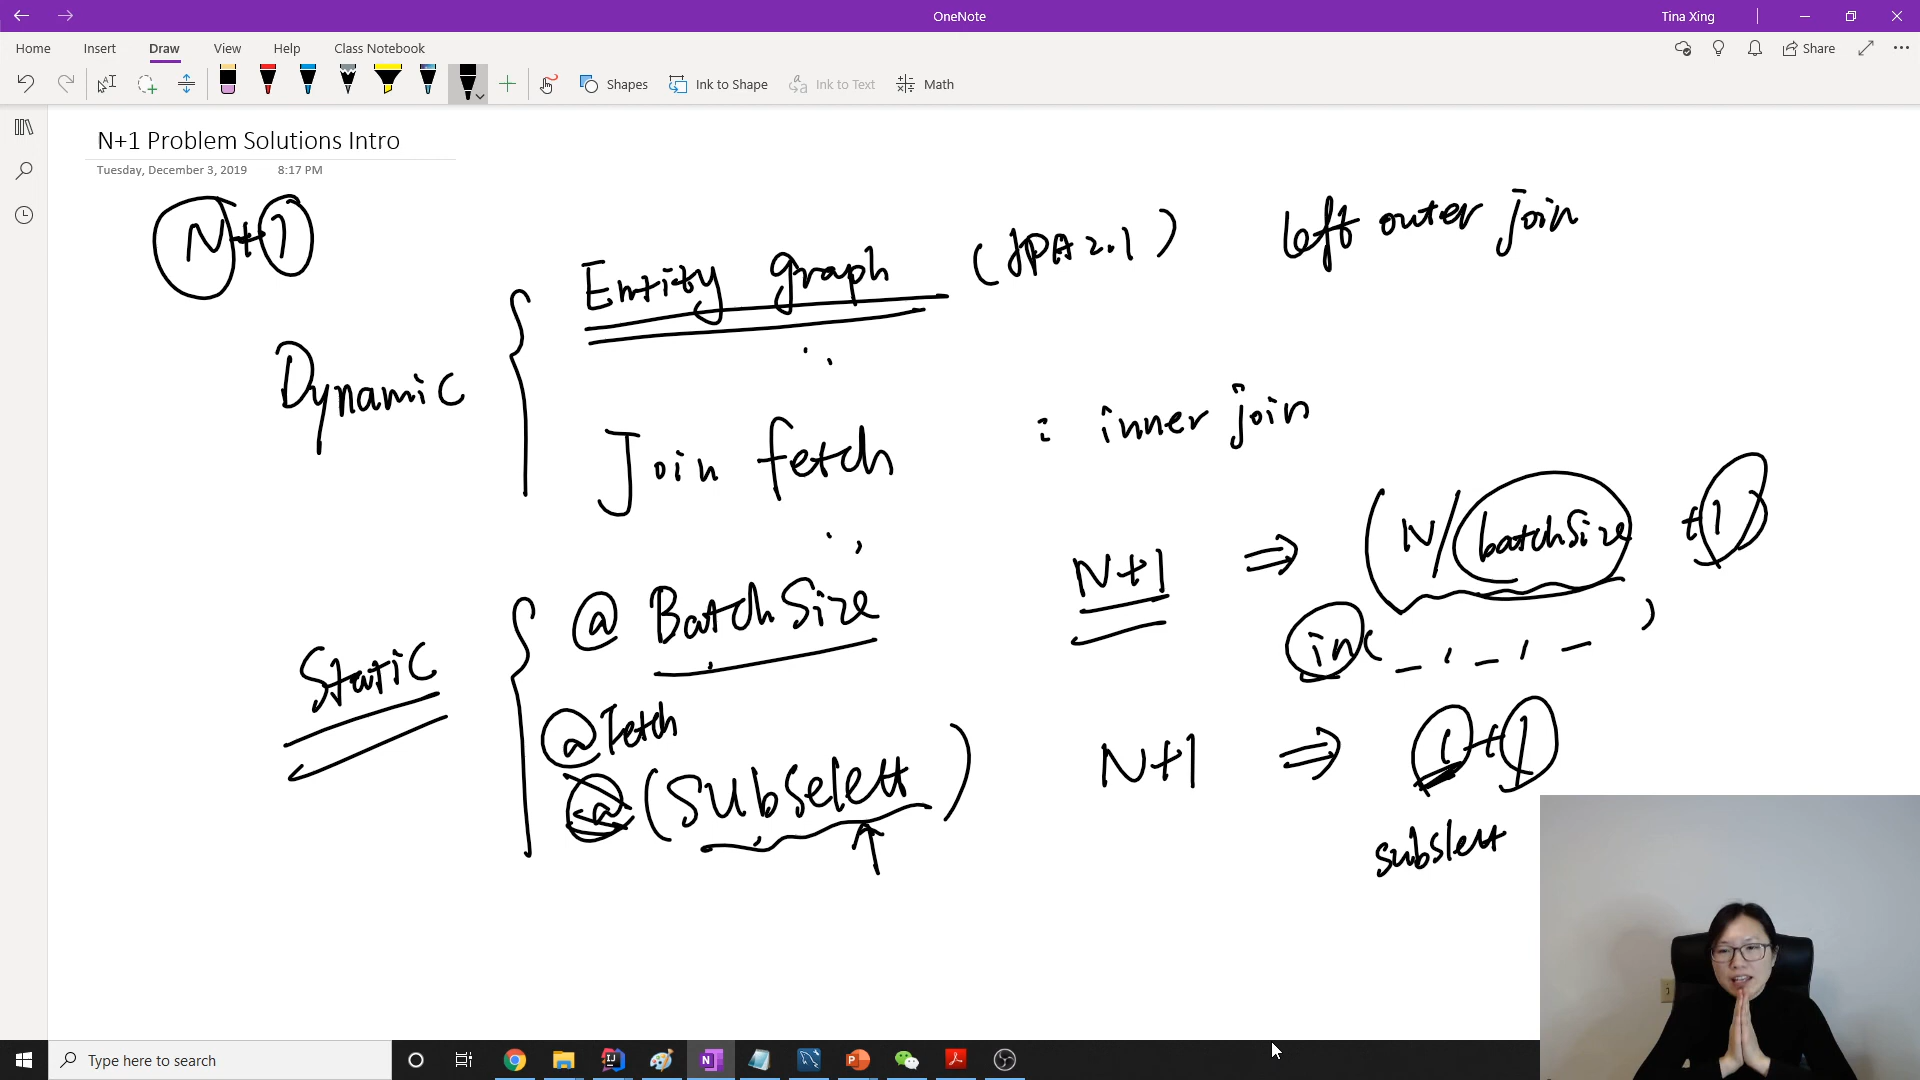 OneNote
Tina Xing
Home Insert Draw View Help Class Notebook
Share
Shapes Ink to Shape Ink to Text Math
N+1 Problem Solutions Intro
Tuesday, December 3, 2019 8:17 PM
N+1
Entity graph (JPA 2.1) left outer join
Dynamic
Join fetch : inner join
@ BatchSize N+1 ⇒ (N/batchSize +1)
in( _ , _ , _ )
Static
@Fetch
(Subselect) N+1 ⇒ 1+1
Type here to search